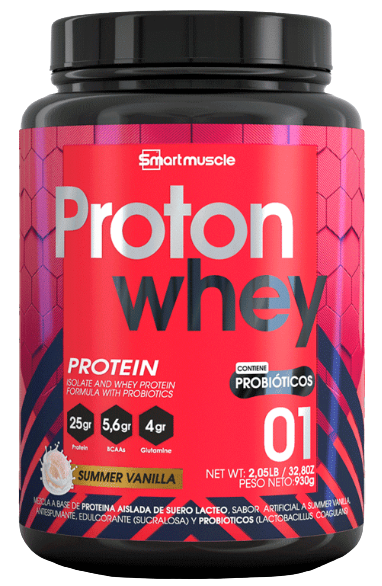 Smartmuscle
Proton
whey
PROTEIN
ISOLATE AND WHEY PROTEIN
FORMULA WITH PROBIOTICS
CONTIENE
PROBIÓTICOS
25gr 5,6gr 4gr
Protein BCAAs Glutamine
01
SUMMER VANILLA
NET WT: 2,05LB / 32,8OZ
PESO NETO: 930g
MEZCLA A BASE DE PROTEINA AISLADA DE SUERO LACTEO, SABOR ARTIFICIAL A SUMMER VANILLA
ANTIESPUMANTE, EDULCORANTE (SUCRALOSA) Y PROBIOTICOS (LACTOBACILLUS COAGULANS)